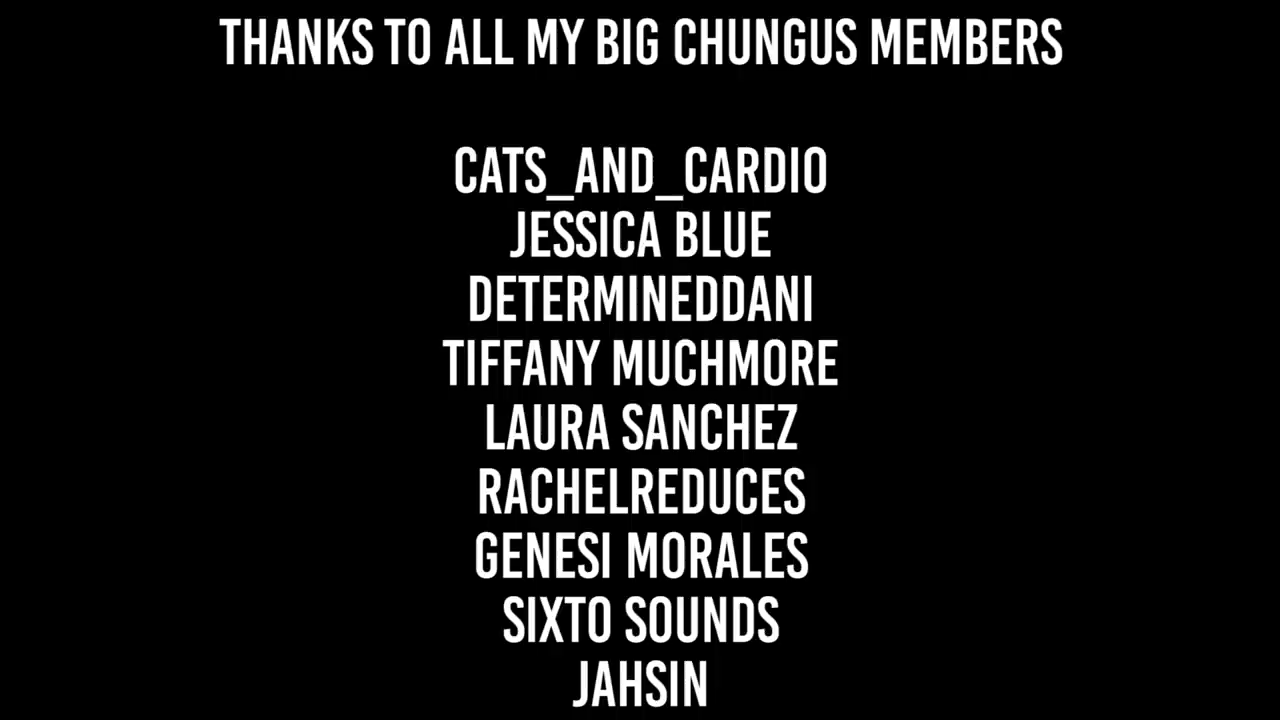 THANKS TO ALL MY BIG CHUNGUS MEMBERS
CATS_AND_CARDIO
JESSICA BLUE
DETERMINEDDANI
TIFFANY MUCHMORE
LAURA SANCHEZ
RACHELREDUCES
GENESI MORALES
SIXTO SOUNDS
JAHSIN